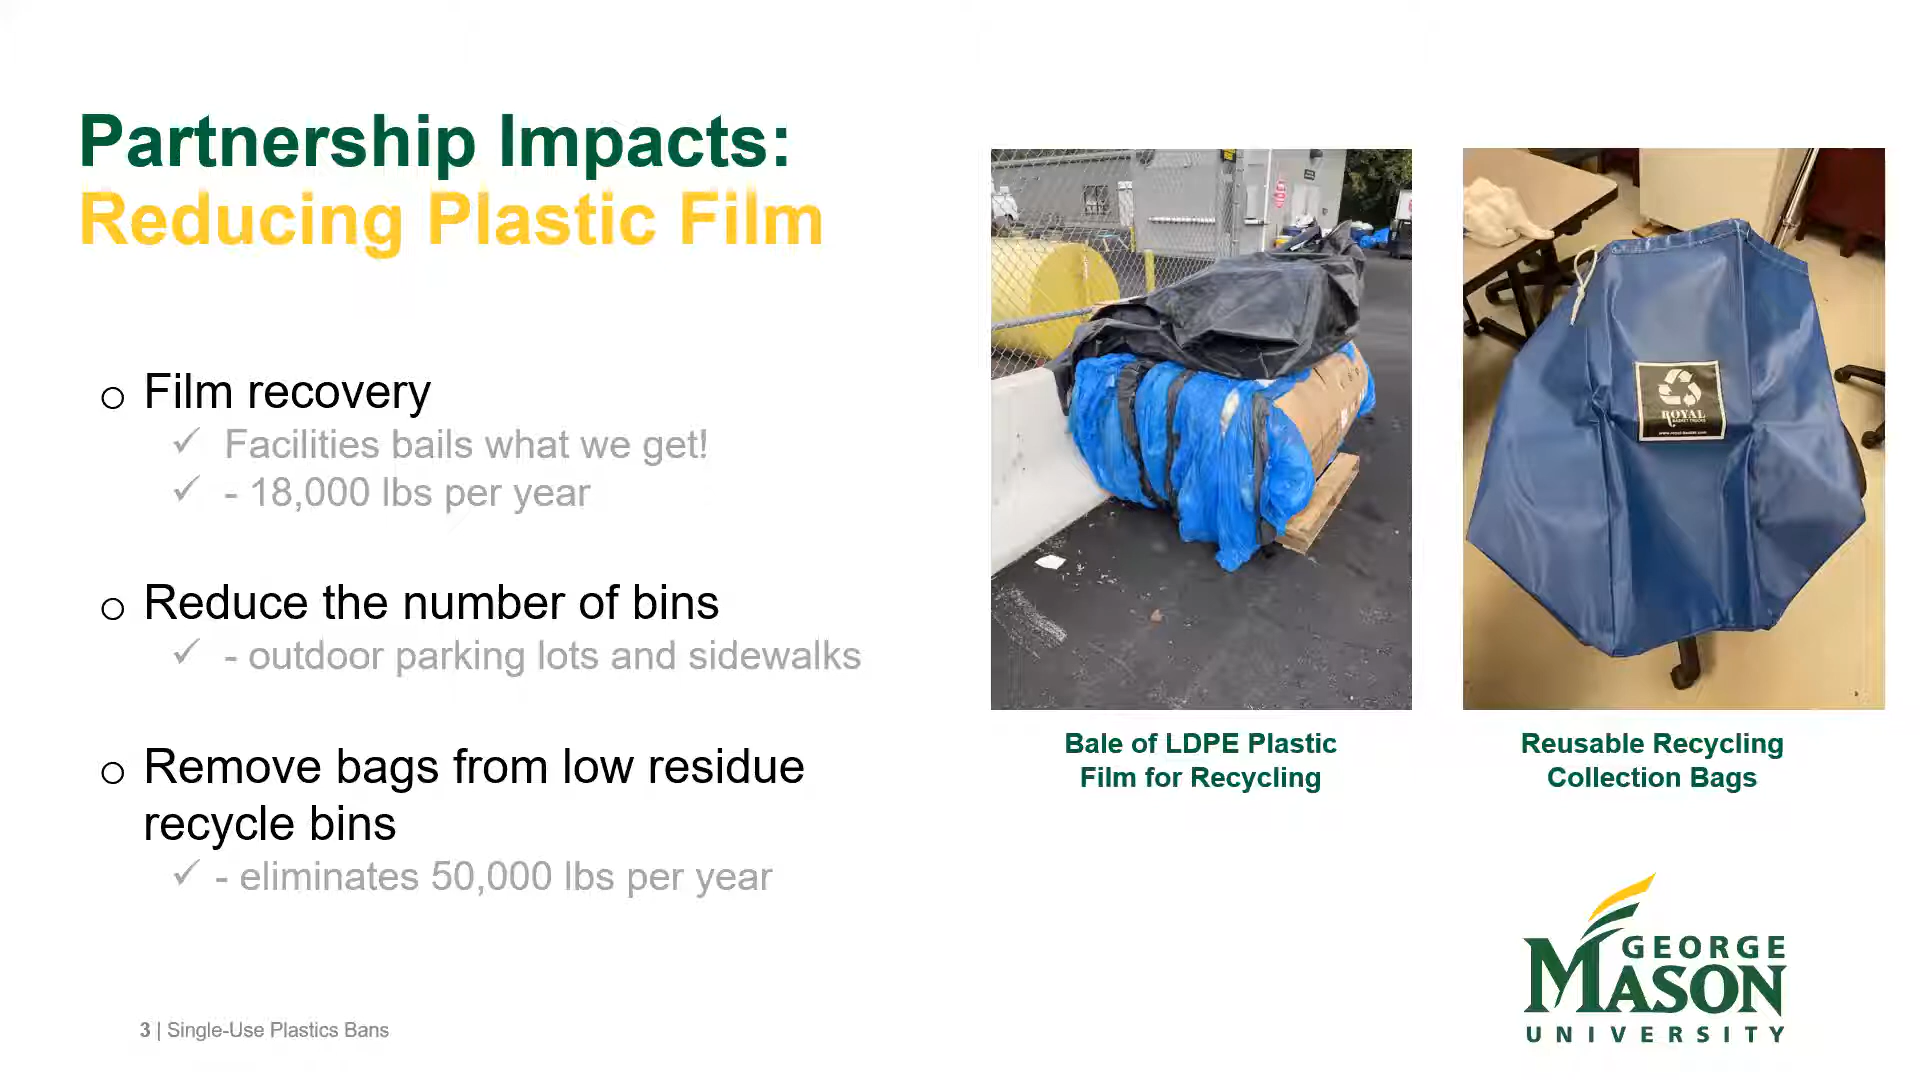 Partnership Impacts:
Reducing Plastic Film
o Film recovery
✓ Facilities bails what we get!
✓ - 18,000 lbs per year
o Reduce the number of bins
✓ - outdoor parking lots and sidewalks
o Remove bags from low residue
recycle bins
✓ - eliminates 50,000 lbs per year
ROYAL
BASKET TRUCKS
Bale of LDPE Plastic
Film for Recycling
Reusable Recycling
Collection Bags
GEORGE
MASON
UNIVERSITY
3 | Single-Use Plastics Bans